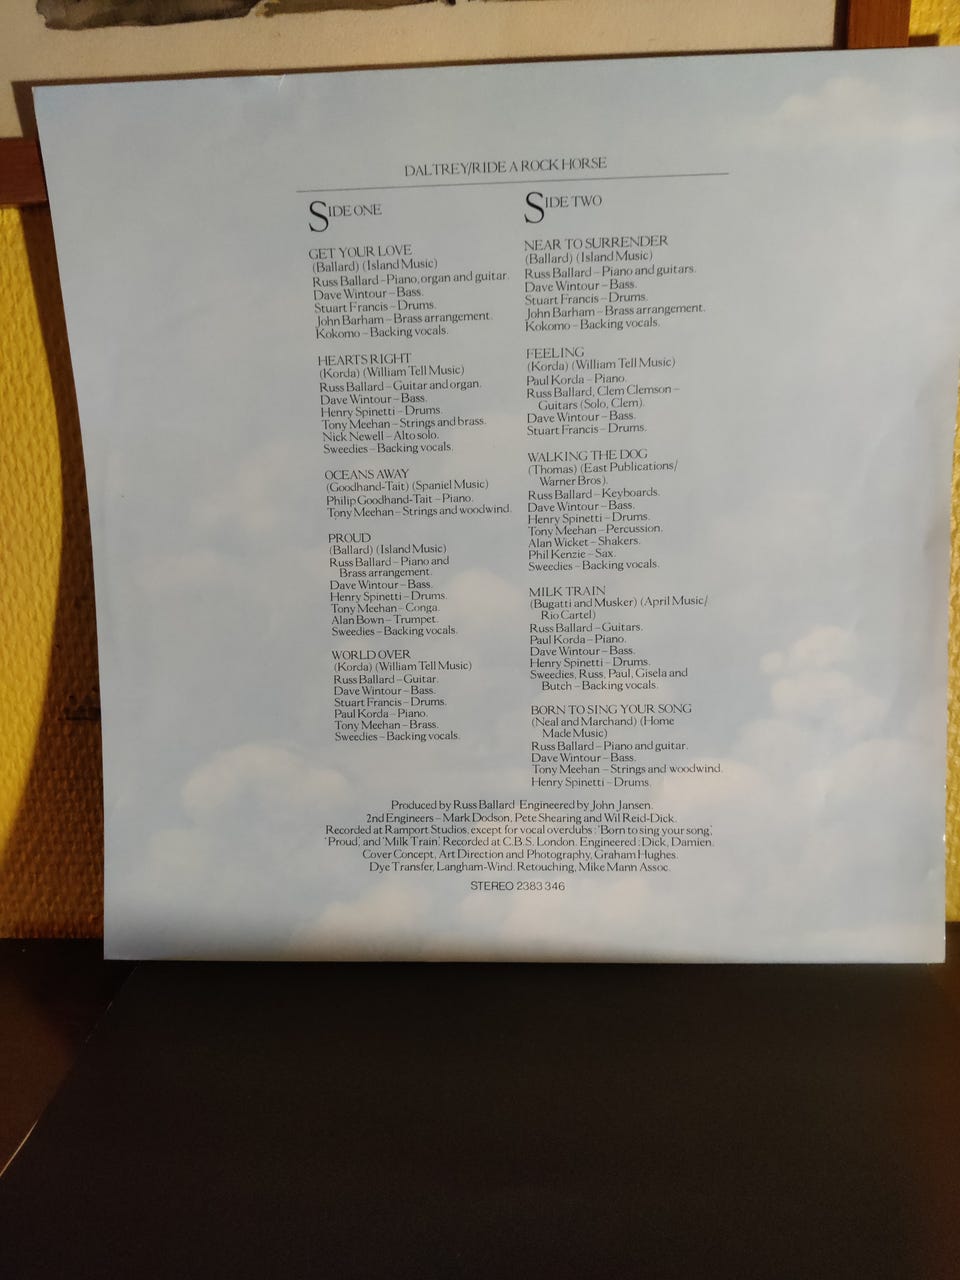 DALTREY/RIDE A ROCK HORSE
SIDE ONE
GET YOUR LOVE
(Ballard) (Island Music)
Russ Ballard – Piano, organ and guitar.
Dave Wintour – Bass.
Stuart Francis – Drums.
John Barham – Brass arrangement.
Kokomo – Backing vocals.
HEARTS RIGHT
(Korda) (William Tell Music)
Russ Ballard – Guitar and organ.
Dave Wintour – Bass.
Henry Spinetti – Drums.
Tony Meehan – Strings and brass.
Nick Newell – Alto solo.
Sweedies – Backing vocals.
OCEANS AWAY
(Goodhand-Tait) (Spaniel Music)
Philip Goodhand-Tait – Piano.
Tony Meehan – Strings and woodwind.
PROUD
(Ballard) (Island Music)
Russ Ballard – Piano and
Brass arrangement.
Dave Wintour – Bass.
Henry Spinetti – Drums.
Tony Meehan – Conga.
Alan Bown – Trumpet.
Sweedies – Backing vocals.
WORLD OVER
(Korda) (William Tell Music)
Russ Ballard – Guitar.
Dave Wintour – Bass.
Stuart Francis – Drums.
Paul Korda – Piano.
Tony Meehan – Brass.
Sweedies – Backing vocals.
SIDE TWO
NEAR TO SURRENDER
(Ballard) (Island Music)
Russ Ballard – Piano and guitars.
Dave Wintour – Bass.
Stuart Francis – Drums.
John Barham – Brass arrangement.
Kokomo – Backing vocals.
FEELING
(Korda) (William Tell Music)
Paul Korda – Piano.
Russ Ballard, Clem Clemson –
Guitars (Solo, Clem).
Dave Wintour – Bass.
Stuart Francis – Drums.
WALKING THE DOG
(Thomas) (East Publications/
Warner Bros).
Russ Ballard – Keyboards.
Dave Wintour – Bass.
Henry Spinetti – Drums.
Tony Meehan – Percussion.
Alan Wicket – Shakers.
Phil Kenzie – Sax.
Sweedies – Backing vocals.
MILK TRAIN
(Bugatti and Musker) (April Music/
Rio Cartel)
Russ Ballard – Guitars.
Paul Korda – Piano.
Dave Wintour – Bass.
Henry Spinetti – Drums.
Sweedies, Russ, Paul, Gisela and
Butch – Backing vocals.
BORN TO SING YOUR SONG
(Neal and Marchand) (Home
Made Music)
Russ Ballard – Piano and guitar.
Dave Wintour – Bass.
Tony Meehan – Strings and woodwind.
Henry Spinetti – Drums.
Produced by Russ Ballard Engineered by John Jansen.
2nd Engineers – Mark Dodson, Pete Shearing and Wil Reid-Dick.
Recorded at Ramport Studios, except for vocal overdubs: 'Born to sing your song,'
'Proud', and 'Milk Train'. Recorded at C.B.S. London. Engineered: Dick, Damien.
Cover Concept, Art Direction and Photography, Graham Hughes.
Dye Transfer, Langham-Wind. Retouching, Mike Mann Assoc.
STEREO 2383 346